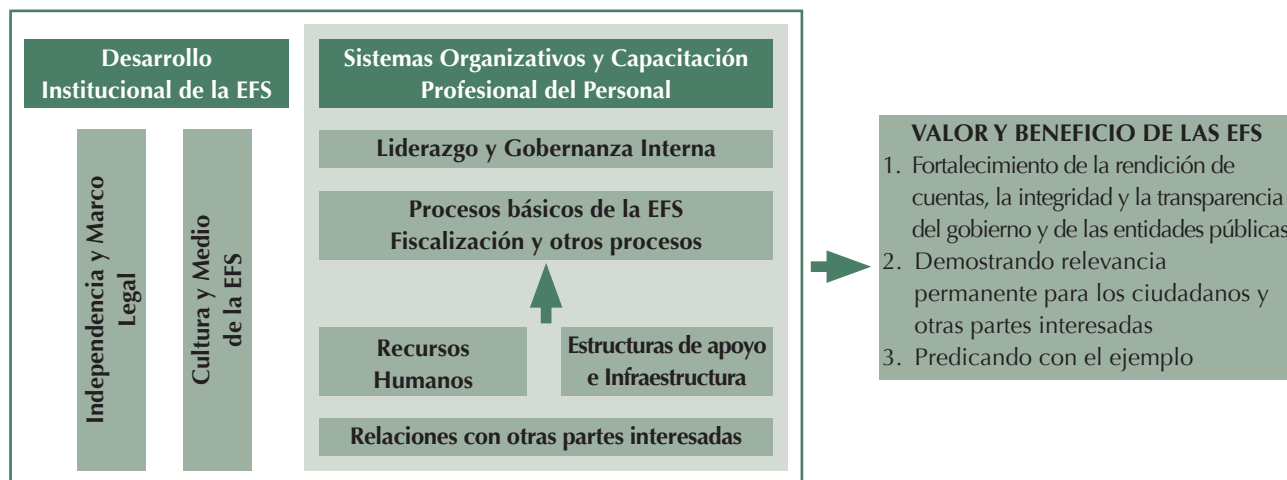 Desarrollo
Institucional de la EFS
Independencia y Marco
Legal
Cultura y Medio
de la EFS
Sistemas Organizativos y Capacitación
Profesional del Personal
Liderazgo y Gobernanza Interna
Procesos básicos de la EFS
Fiscalización y otros procesos
Recursos
Humanos
Estructuras de apoyo
e Infraestructura
Relaciones con otras partes interesadas
VALOR Y BENEFICIO DE LAS EFS
1. Fortalecimiento de la rendición de
cuentas, la integridad y la transparencia
del gobierno y de las entidades públicas
2. Demostrando relevancia
permanente para los ciudadanos y
otras partes interesadas
3. Predicando con el ejemplo